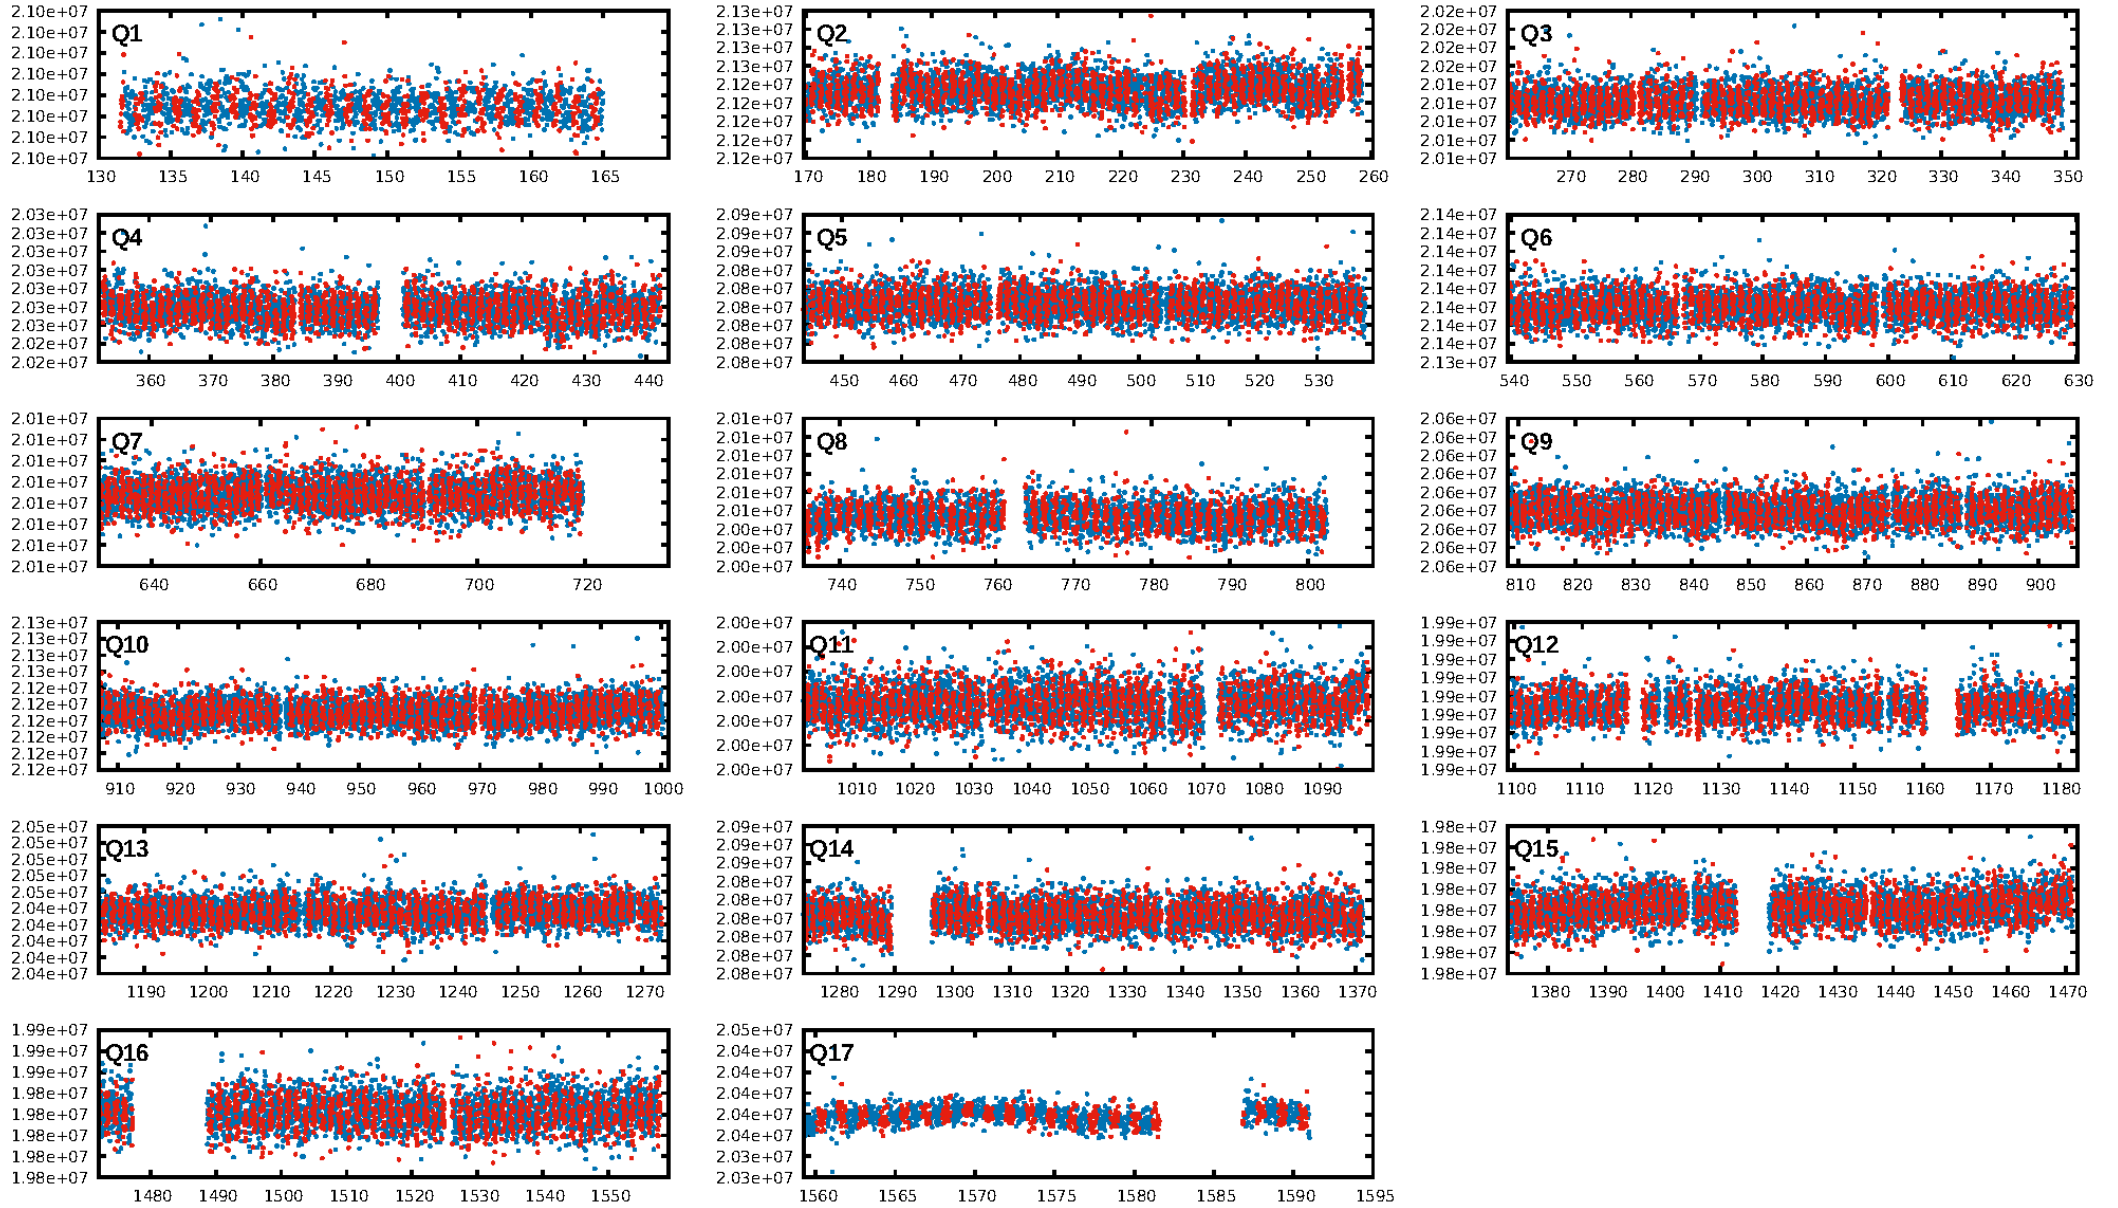 2.10e+07
2.10e+07
2.10e+07
2.10e+07
2.10e+07
2.10e+07
2.10e+07
2.10e+07
Q1
130 135 140 145 150 155 160 165
2.13e+07
2.13e+07
2.13e+07
2.13e+07
2.12e+07
2.12e+07
2.12e+07
2.12e+07
2.12e+07
Q2
170 180 190 200 210 220 230 240 250 260
2.02e+07
2.02e+07
2.02e+07
2.02e+07
2.01e+07
2.01e+07
2.01e+07
2.01e+07
2.01e+07
Q3
270 280 290 300 310 320 330 340 350
2.03e+07
2.03e+07
2.03e+07
2.03e+07
2.03e+07
2.03e+07
2.03e+07
2.02e+07
2.02e+07
Q4
360 370 380 390 400 410 420 430 440
2.09e+07
2.09e+07
2.09e+07
2.08e+07
2.08e+07
2.08e+07
2.08e+07
2.08e+07
2.08e+07
Q5
450 460 470 480 490 500 510 520 530
2.14e+07
2.14e+07
2.14e+07
2.14e+07
2.14e+07
2.14e+07
2.14e+07
2.14e+07
2.13e+07
Q6
540 550 560 570 580 590 600 610 620 630
2.01e+07
2.01e+07
2.01e+07
2.01e+07
2.01e+07
2.01e+07
2.01e+07
2.01e+07
Q7
640 660 680 700 720
2.01e+07
2.01e+07
2.01e+07
2.01e+07
2.01e+07
2.01e+07
2.00e+07
2.00e+07
2.00e+07
Q8
740 750 760 770 780 790 800
2.06e+07
2.06e+07
2.06e+07
2.06e+07
2.06e+07
2.06e+07
2.06e+07
2.06e+07
2.06e+07
Q9
810 820 830 840 850 860 870 880 890 900
2.13e+07
2.13e+07
2.13e+07
2.13e+07
2.12e+07
2.12e+07
2.12e+07
2.12e+07
2.12e+07
2.12e+07
Q10
910 920 930 940 950 960 970 980 990 1000
2.00e+07
2.00e+07
2.00e+07
2.00e+07
2.00e+07
2.00e+07
2.00e+07
Q11
1010 1020 1030 1040 1050 1060 1070 1080 1090
1.99e+07
1.99e+07
1.99e+07
1.99e+07
1.99e+07
1.99e+07
1.99e+07
1.99e+07
1.99e+07
Q12
1100 1110 1120 1130 1140 1150 1160 1170 1180
2.05e+07
2.05e+07
2.05e+07
2.05e+07
2.05e+07
2.04e+07
2.04e+07
2.04e+07
2.04e+07
2.04e+07
Q13
1190 1200 1210 1220 1230 1240 1250 1260 1270
2.09e+07
2.09e+07
2.09e+07
2.08e+07
2.08e+07
2.08e+07
2.08e+07
2.08e+07
2.08e+07
Q14
1280 1290 1300 1310 1320 1330 1340 1350 1360 1370
1.98e+07
1.98e+07
1.98e+07
1.98e+07
1.98e+07
1.98e+07
1.98e+07
1.98e+07
Q15
1380 1390 1400 1410 1420 1430 1440 1450 1460 1470
1.99e+07
1.99e+07
1.99e+07
1.98e+07
1.98e+07
1.98e+07
1.98e+07
1.98e+07
Q16
1480 1490 1500 1510 1520 1530 1540 1550
2.05e+07
2.04e+07
2.04e+07
2.04e+07
2.04e+07
2.04e+07
2.03e+07
2.03e+07
Q17
1560 1565 1570 1575 1580 1585 1590 1595